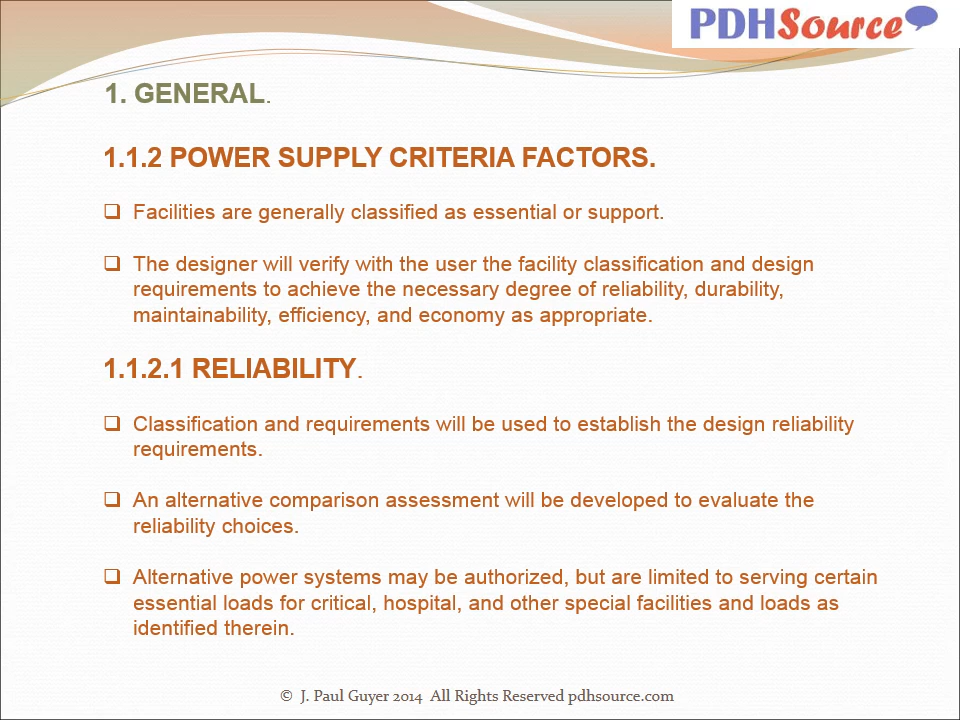 PDHSource
1. GENERAL.
1.1.2 POWER SUPPLY CRITERIA FACTORS.
Facilities are generally classified as essential or support.
The designer will verify with the user the facility classification and design
requirements to achieve the necessary degree of reliability, durability,
maintainability, efficiency, and economy as appropriate.
1.1.2.1 RELIABILITY.
Classification and requirements will be used to establish the design reliability
requirements.
An alternative comparison assessment will be developed to evaluate the
reliability choices.
Alternative power systems may be authorized, but are limited to serving certain
essential loads for critical, hospital, and other special facilities and loads as
identified therein.
© J. Paul Guyer 2014 All Rights Reserved pdhsource.com